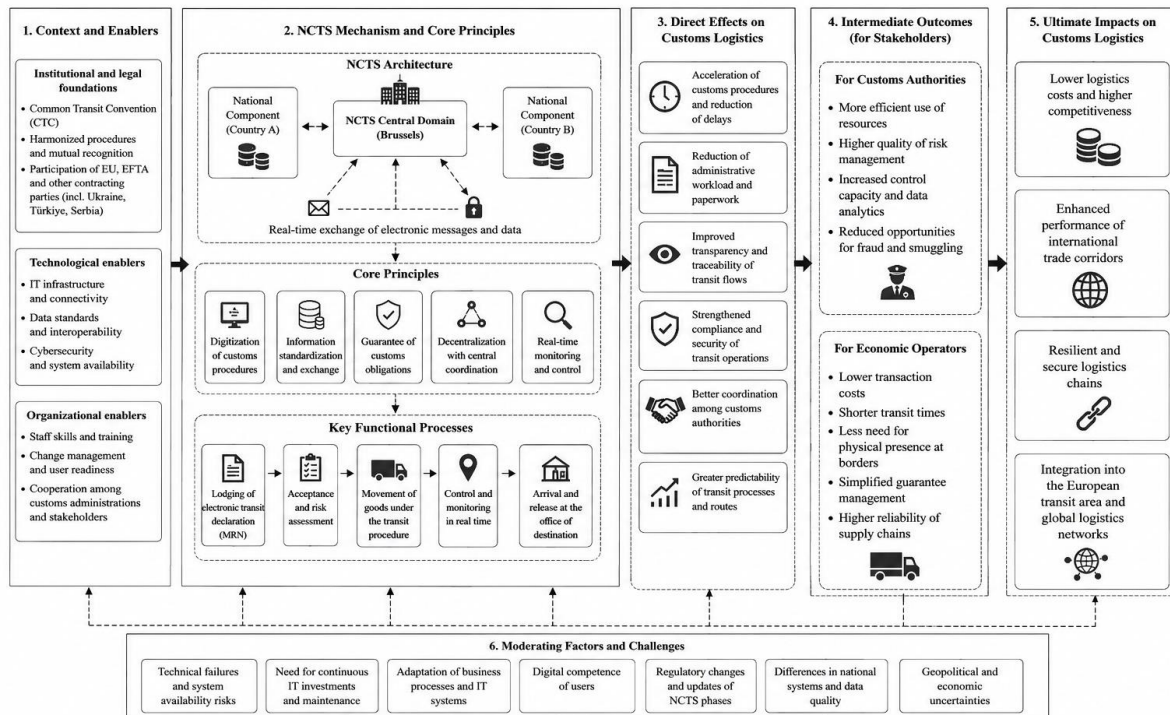 1. Context and Enablers
Institutional and legal
foundations
• Common Transit Convention
(CTC)
• Harmonized procedures
and mutual recognition
• Participation of EU, EFTA
and other contracting
parties (incl. Ukraine,
Türkiye, Serbia)
Technological enablers
• IT infrastructure
and connectivity
• Data standards
and interoperability
• Cybersecurity
and system availability
Organizational enablers
• Staff skills and training
• Change management
and user readiness
• Cooperation among
customs administrations
and stakeholders
2. NCTS Mechanism and Core Principles
NCTS Architecture
National
Component
(Country A)
NCTS Central Domain
(Brussels)
National
Component
(Country B)
Real-time exchange of electronic messages and data
Core Principles
Digitization
of customs
procedures
Information
standardization
and exchange
Guarantee of
customs
obligations
Decentralization
with central
coordination
Real-time
monitoring
and control
Key Functional Processes
Lodging of
electronic transit
declaration
(MRN)
Acceptance
and risk
assessment
Movement of
goods under
the transit
procedure
Control and
monitoring
in real time
Arrival and
release at the
office of
destination
3. Direct Effects on
Customs Logistics
Acceleration of
customs procedures
and reduction
of delays
Reduction of
administrative
workload and
paperwork
Improved
transparency and
traceability of
transit flows
Strengthened
compliance and
security of
transit operations
Better coordination
among customs
authorities
Greater predictability
of transit processes
and routes
4. Intermediate Outcomes
(for Stakeholders)
For Customs Authorities
• More efficient use of
resources
• Higher quality of risk
management
• Increased control
capacity and data
analytics
• Reduced opportunities
for fraud and smuggling
For Economic Operators
• Lower transaction
costs
• Shorter transit times
• Less need for
physical presence at
borders
• Simplified guarantee
management
• Higher reliability of
supply chains
5. Ultimate Impacts on
Customs Logistics
Lower logistics
costs and higher
competitiveness
Enhanced
performance of
international
trade corridors
Resilient and
secure logistics
chains
Integration into
the European
transit area and
global logistics
networks
6. Moderating Factors and Challenges
Technical failures
and system
availability risks
Need for continuous
IT investments
and maintenance
Adaptation of business
processes and IT
systems
Digital competence
of users
Regulatory changes
and updates of
NCTS phases
Differences in national
systems and data
quality
Geopolitical and
economic
uncertainties